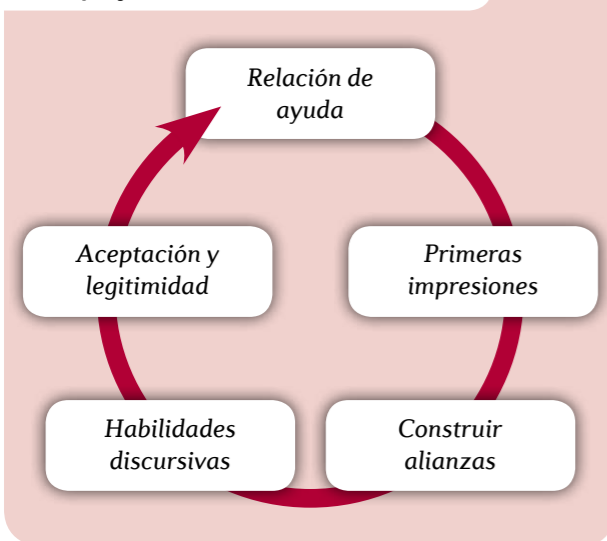 Relación de
ayuda
Primeras
impresiones
Construir
alianzas
Habilidades
discursivas
Aceptación y
legitimidad